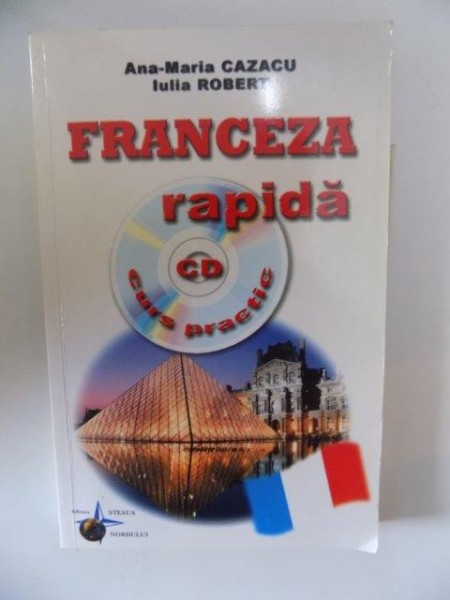 Ana-Maria CAZACU
Iulia ROBERT
FRANCEZA
rapidă
CD
Curs practic
Editura
STEAUA
NORDULUI